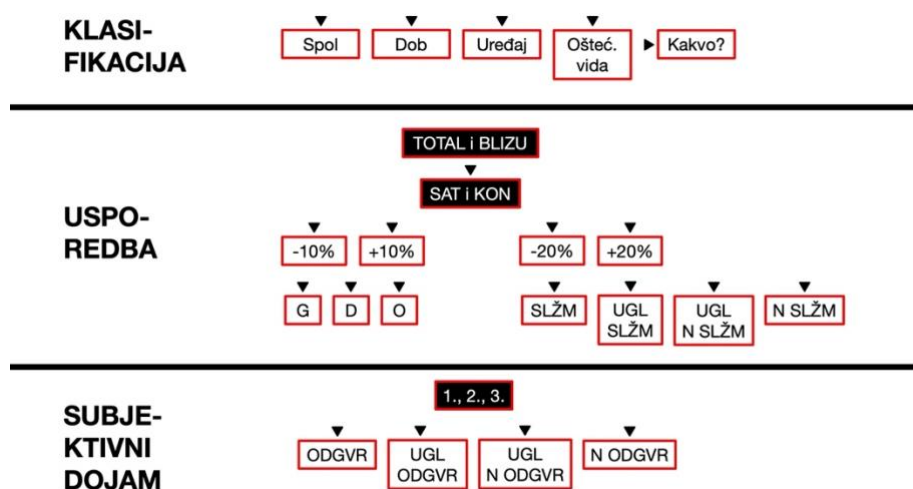 KLASI-
FIKACIJA
Spol
Dob
Uređaj
Ošteć.
vida
Kakvo?
USPO-
REDBA
TOTAL i BLIZU
SAT i KON
-10%
+10%
-20%
+20%
G
D
O
SLŽM
UGL
SLŽM
UGL
N SLŽM
N SLŽM
SUBJE-
KTIVNI
DOJAM
1., 2., 3.
ODGVR
UGL
ODGVR
UGL
N ODGVR
N ODGVR